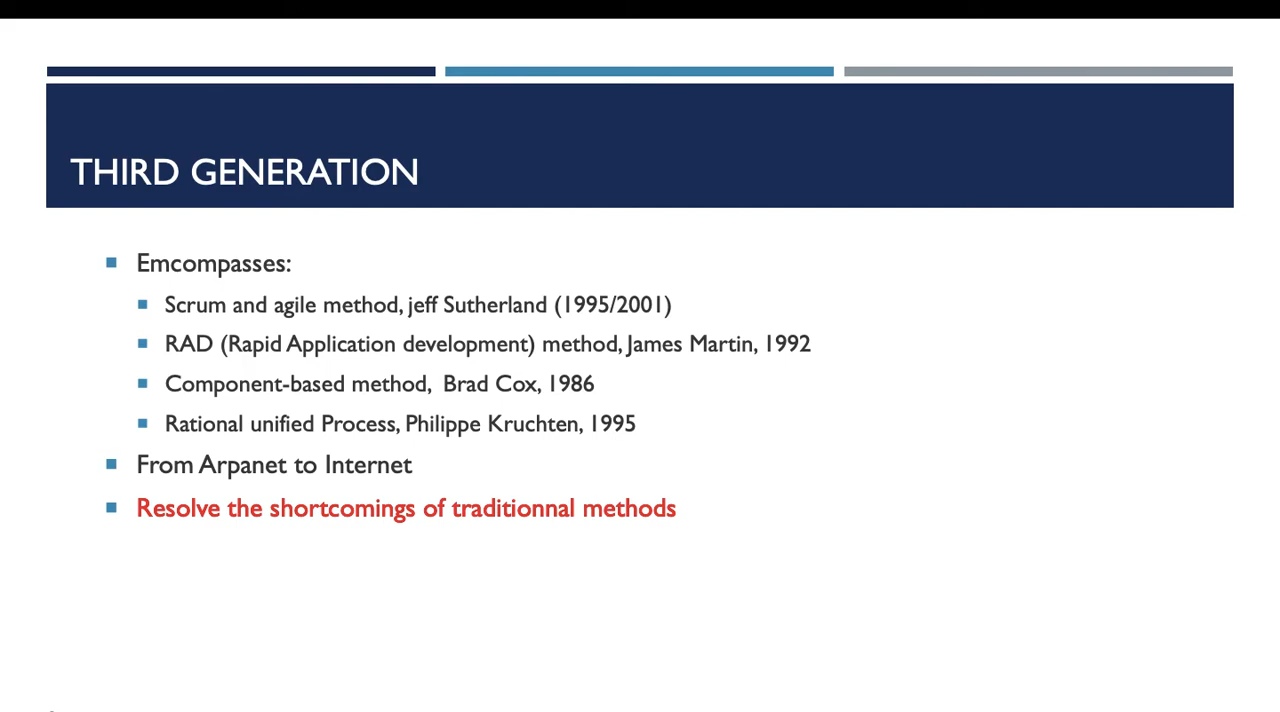 THIRD GENERATION
Emcompasses:
Scrum and agile method, jeff Sutherland (1995/2001)
RAD (Rapid Application development) method, James Martin, 1992
Component-based method, Brad Cox, 1986
Rational unified Process, Philippe Kruchten, 1995
From Arpanet to Internet
Resolve the shortcomings of traditionnal methods